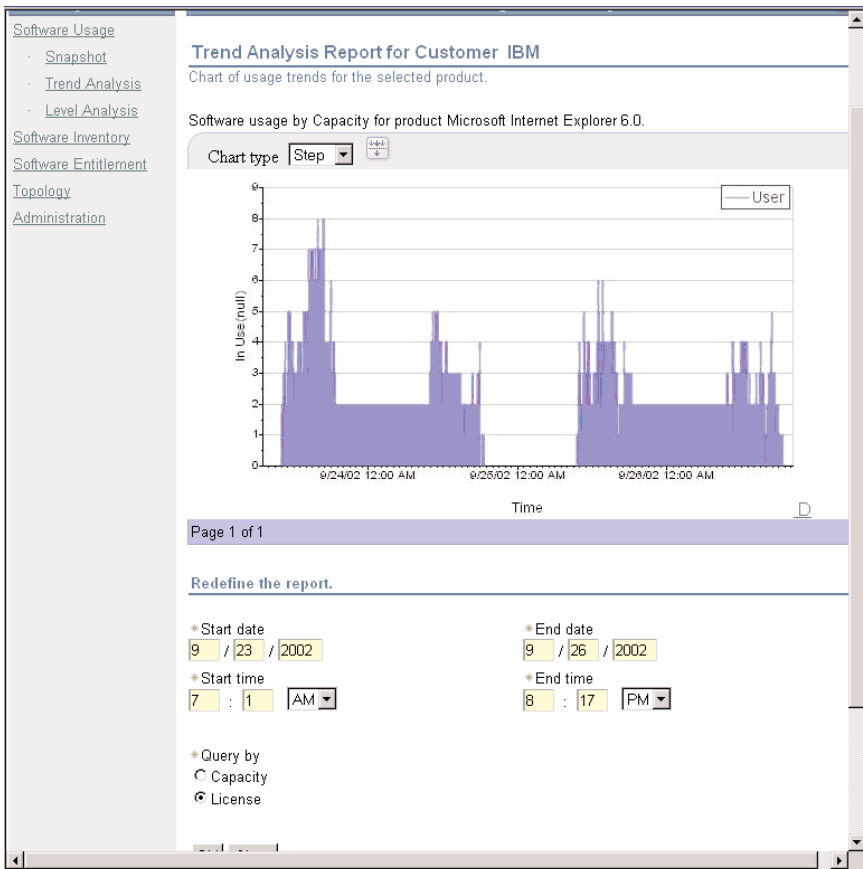 Software Usage
· Snapshot
· Trend Analysis
· Level Analysis
Software Inventory
Software Entitlement
Topology
Administration
Trend Analysis Report for Customer IBM
Chart of usage trends for the selected product.
Software usage by Capacity for product Microsoft Internet Explorer 6.0.
Chart type Step
User
9
8
7
6
5
4
3
2
1
0
In Use(null)
9/24/02 12:00 AM 9/25/02 12:00 AM 9/26/02 12:00 AM
Time
D
Page 1 of 1
Redefine the report.
*Start date *End date
9 / 23 / 2002 9 / 26 / 2002
*Start time *End time
7 : 1 AM 8 : 17 PM
*Query by
Capacity
License